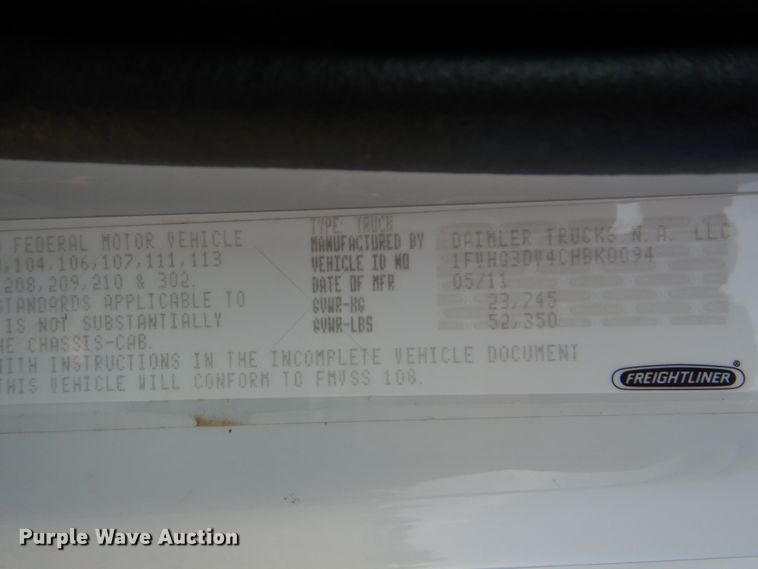 TYPE: TRUCK
FEDERAL MOTOR VEHICLE
MANUFACTURED BY DAIMLER TRUCKS N.A. LLC
104,106,107,111,113
VEHICLE ID NO
208,209,210 & 302.
DATE OF MFR 05/11
STANDARDS APPLICABLE TO
GVWR-KG 23,745
IS NOT SUBSTANTIALLY
GVWR-LBS 52,350
CHASSIS-CAB.
WITH INSTRUCTIONS IN THE INCOMPLETE VEHICLE DOCUMENT
THIS VEHICLE WILL CONFORM TO FMVSS 108.
FREIGHTLINER®
Purple Wave Auction